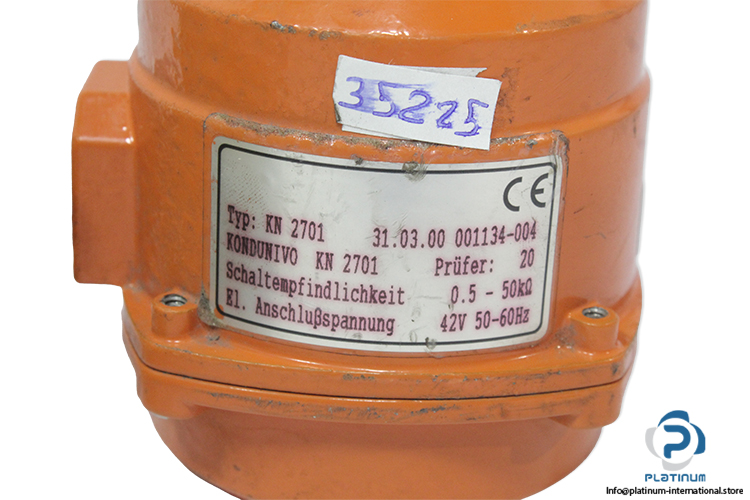 35225
CE
Typ: KN 2701 31.03.00 001134-004
KONDUNIVO KN 2701 Prüfer: 20
Schaltempfindlichkeit 0.5 - 50kΩ
El. Anschlußspannung 42V 50-60Hz
PLATINUM
Info@platinum-international.store